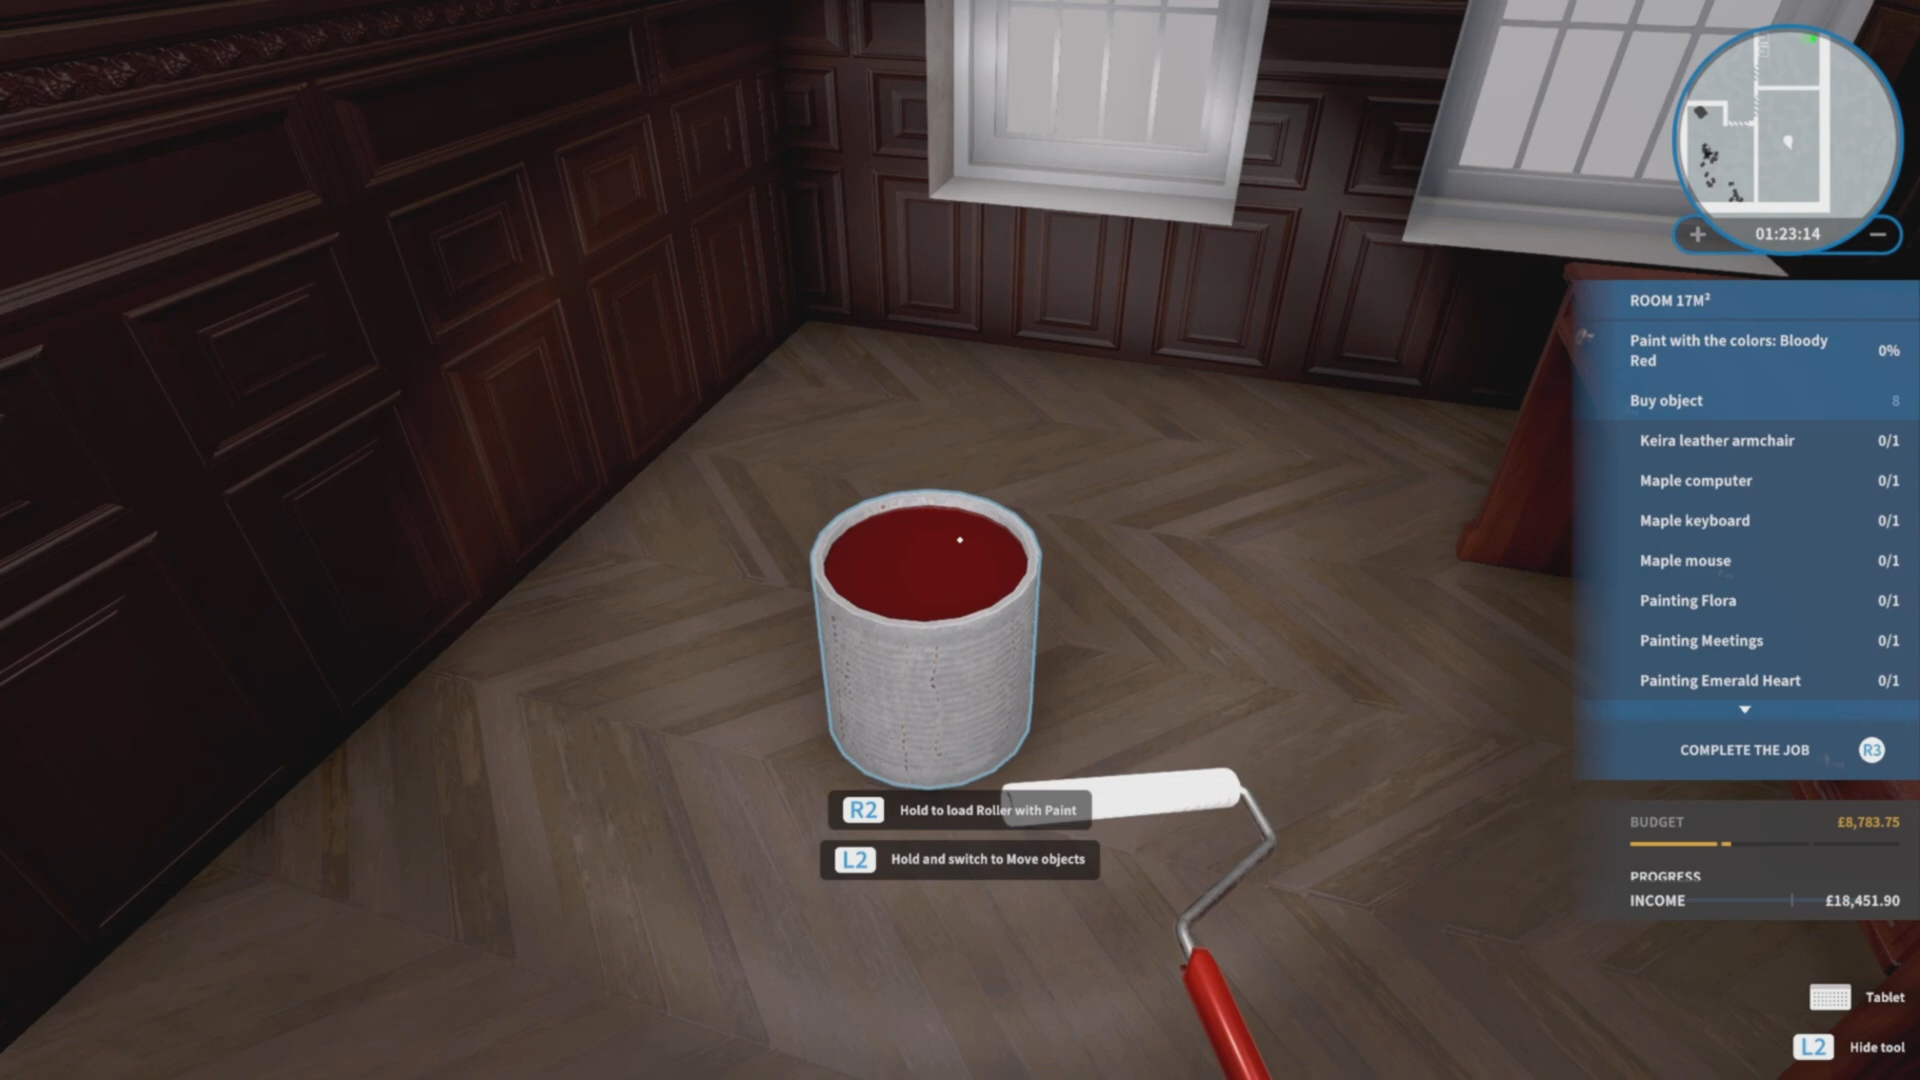 01:23:14
ROOM 17M²
Paint with the colors: Bloody
Red
0%
Buy object 8
Keira leather armchair 0/1
Maple computer 0/1
Maple keyboard 0/1
Maple mouse 0/1
Painting Flora 0/1
Painting Meetings 0/1
Painting Emerald Heart 0/1
COMPLETE THE JOB R3
R2 Hold to load Roller with Paint
L2 Hold and switch to Move objects
BUDGET £8,783.75
PROGRESS
INCOME £18,451.90
Tablet
L2 Hide tool